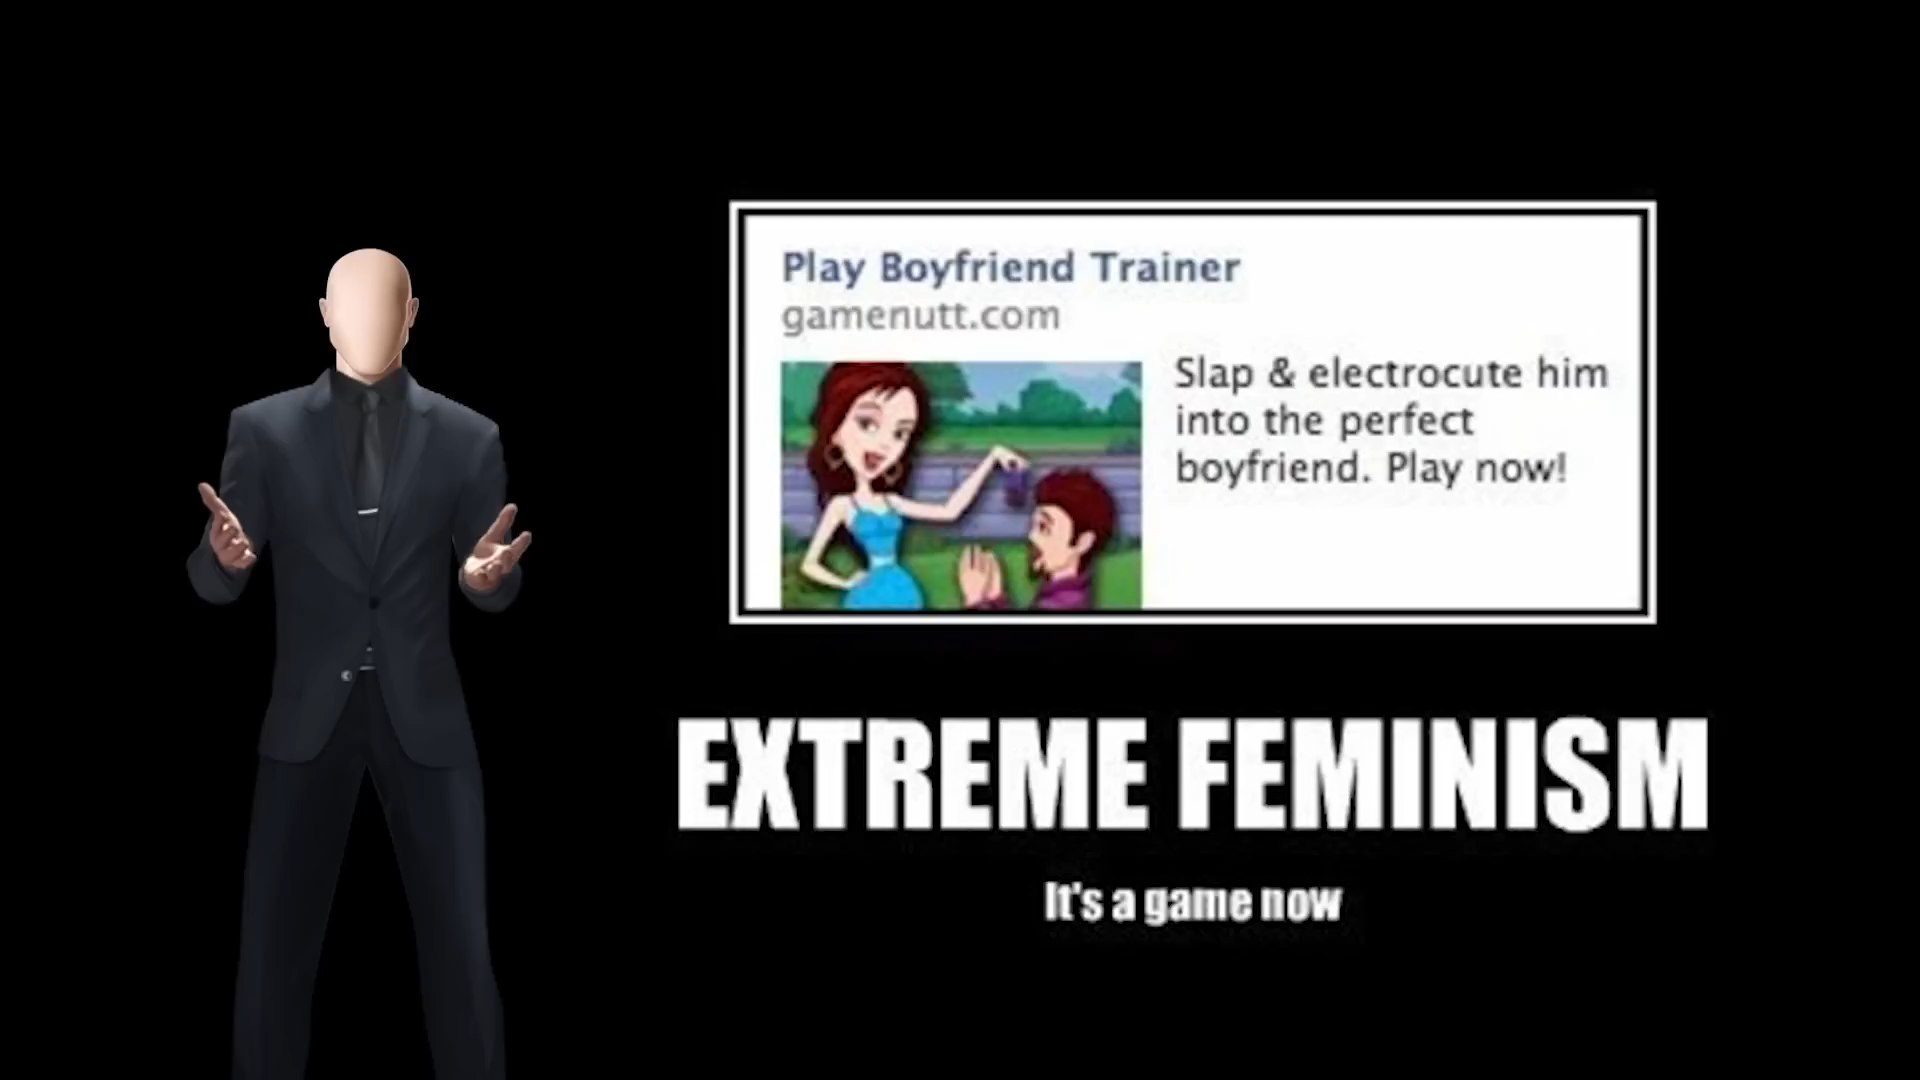 Play Boyfriend Trainer
gamenutt.com
Slap & electrocute him
into the perfect
boyfriend. Play now!
EXTREME FEMINISM
It's a game now